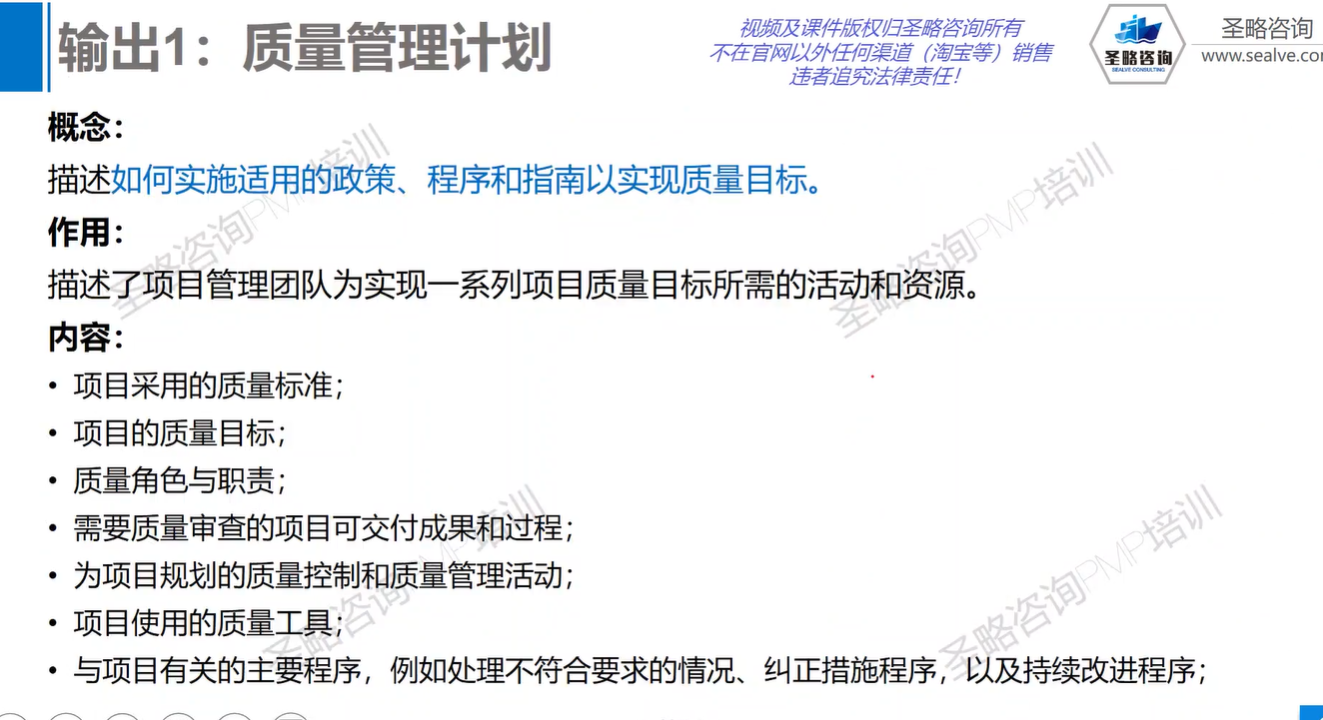 输出1：质量管理计划
视频及课件版权归圣略咨询所有
不在官网以外任何渠道（淘宝等）销售
违者追究法律责任！
圣略咨询
SEALVE CONSULTING
圣略咨询
www.sealve.co
概念：
描述如何实施适用的政策、程序和指南以实现质量目标。
作用：
描述了项目管理团队为实现一系列项目质量目标所需的活动和资源。
内容：
• 项目采用的质量标准；
• 项目的质量目标；
• 质量角色与职责；
• 需要质量审查的项目可交付成果和过程；
• 为项目规划的质量控制和质量管理活动；
• 项目使用的质量工具；
• 与项目有关的主要程序，例如处理不符合要求的情况、纠正措施程序，以及持续改进程序；
圣略咨询PMP培训
圣略咨询PMP培训
圣略咨询PMP培训
圣略咨询PMP培训